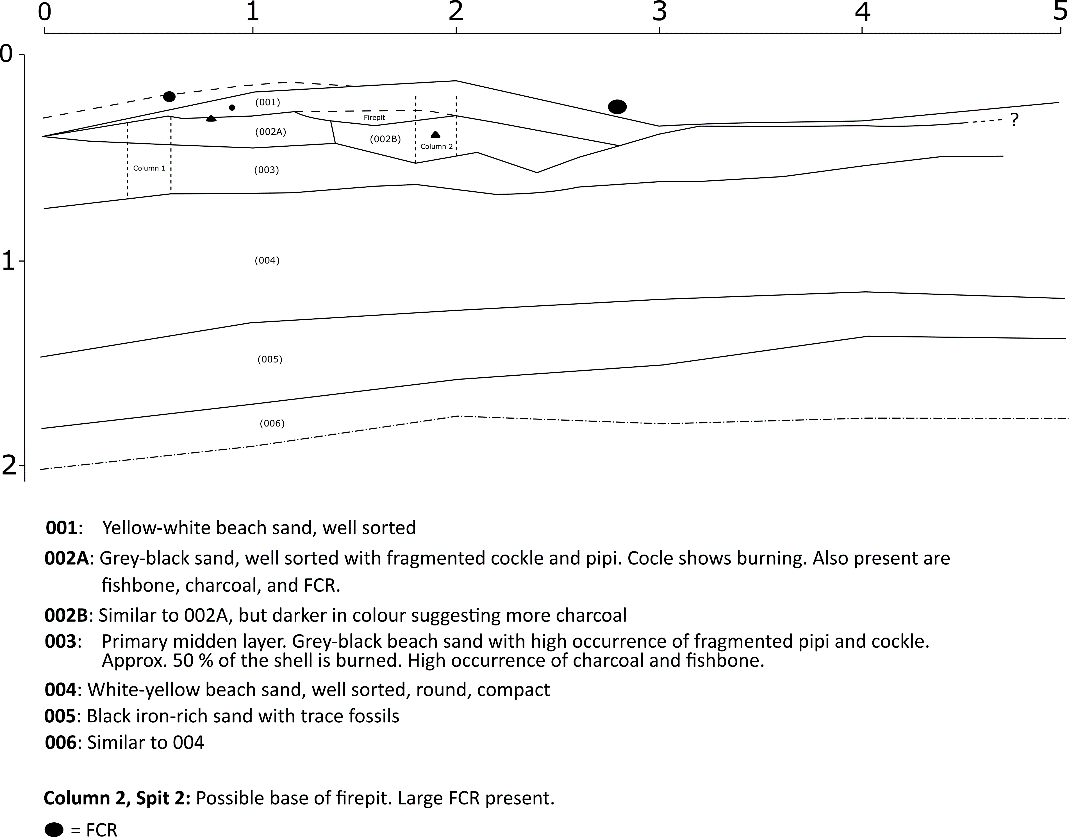 0 1 2 3 4 5
0
(001)
Firepit
(002A)
(002B)
Column 2
?
Column 1
(003)
1
(004)
(005)
(006)
2
001: Yellow-white beach sand, well sorted
002A: Grey-black sand, well sorted with fragmented cockle and pipi. Cocle shows burning. Also present are
fishbone, charcoal, and FCR.
002B: Similar to 002A, but darker in colour suggesting more charcoal
003: Primary midden layer. Grey-black beach sand with high occurrence of fragmented pipi and cockle.
Approx. 50 % of the shell is burned. High occurrence of charcoal and fishbone.
004: White-yellow beach sand, well sorted, round, compact
005: Black iron-rich sand with trace fossils
006: Similar to 004
Column 2, Spit 2: Possible base of firepit. Large FCR present.
= FCR